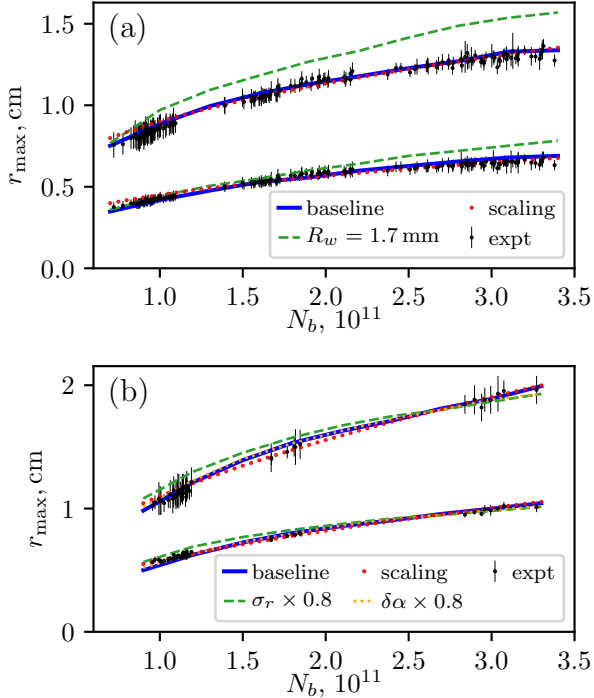 (a)
1.5
1.0
0.5
0.0
r_max, cm
baseline
scaling
R_w = 1.7 mm
expt
1.0 1.5 2.0 2.5 3.0 3.5
N_b, 10^11
(b)
2
1
0
r_max, cm
baseline
scaling
expt
σ_r × 0.8
δα × 0.8
1.0 1.5 2.0 2.5 3.0 3.5
N_b, 10^11